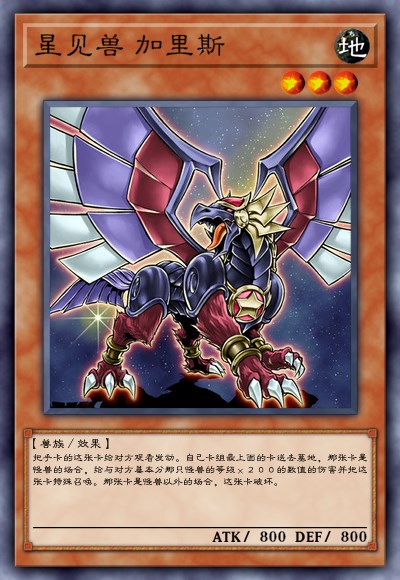 星见兽 加里斯
地
【兽族／效果】
把手卡的这张卡给对方观看发动。自己卡组最上面的卡送去墓地，那张卡是
怪兽的场合，给与对方基本分那只怪兽的等级×２００的数值的伤害并把这
张卡特殊召唤。那张卡是怪兽以外的场合，这张卡破坏。
ATK/ 800 DEF/ 800